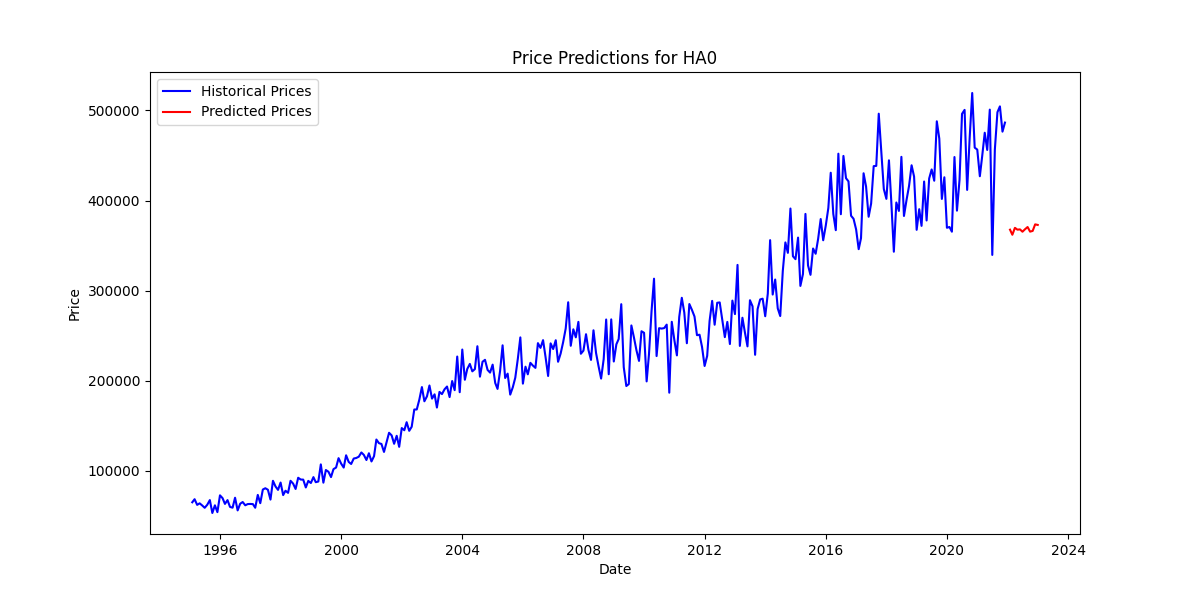 Price Predictions for HA0
Historical Prices
Predicted Prices
500000
400000
300000
200000
100000
Price
1996 2000 2004 2008 2012 2016 2020 2024
Date